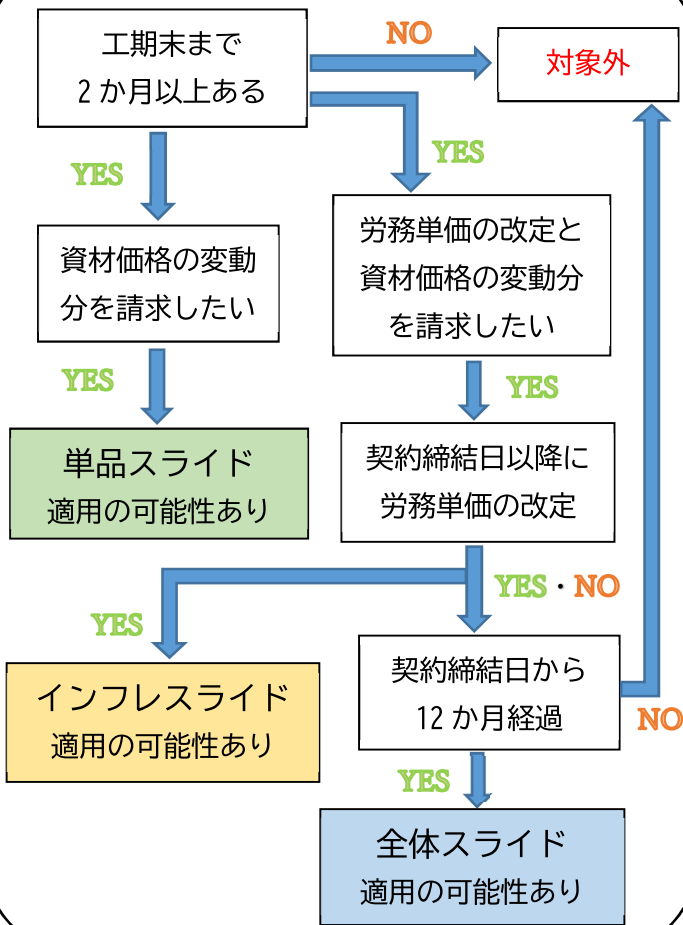 工期末まで
2か月以上ある
NO
対象外
YES
YES
資材価格の変動
分を請求したい
労務単価の改定と
資材価格の変動分
を請求したい
YES
YES
単品スライド
適用の可能性あり
契約締結日以降に
労務単価の改定
YES・NO
YES
インフレスライド
適用の可能性あり
契約締結日から
12か月経過
NO
YES
全体スライド
適用の可能性あり